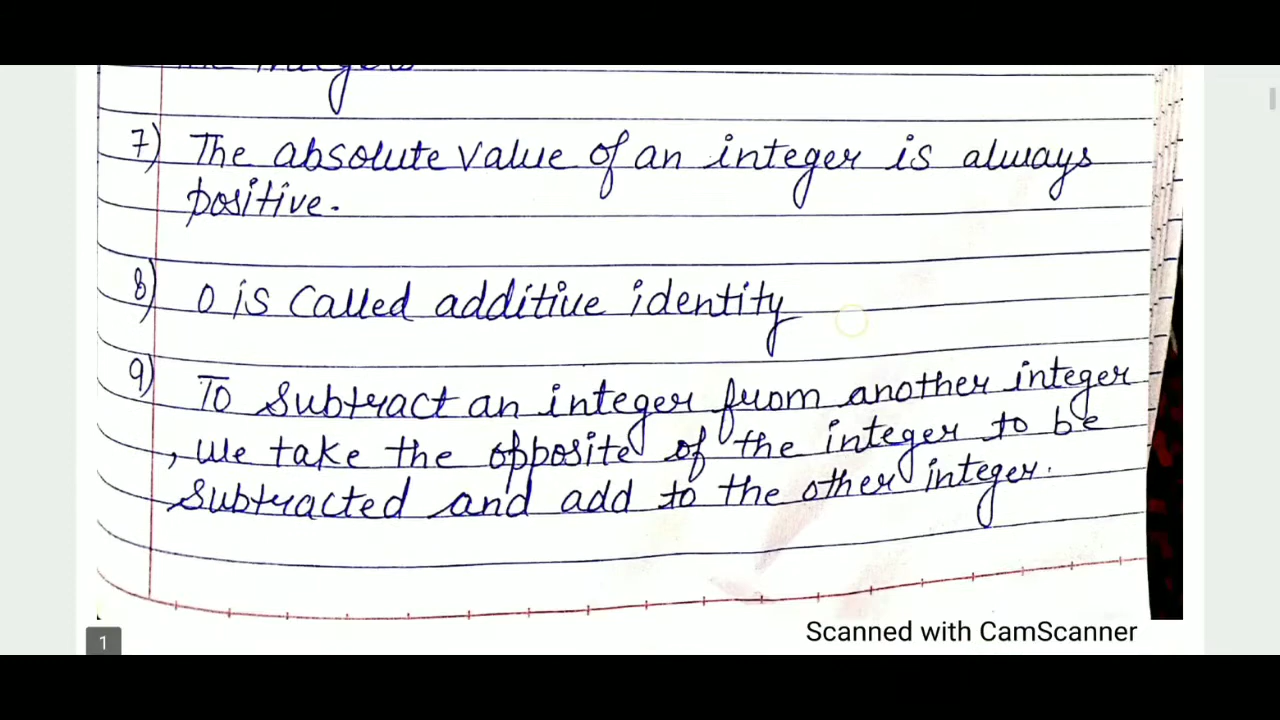 7) The absolute value of an integer is always
positive.
8) 0 is called additive identity
9) To subtract an integer from another integer
, we take the opposite of the integer to be
subtracted and add to the other integer.
1
Scanned with CamScanner